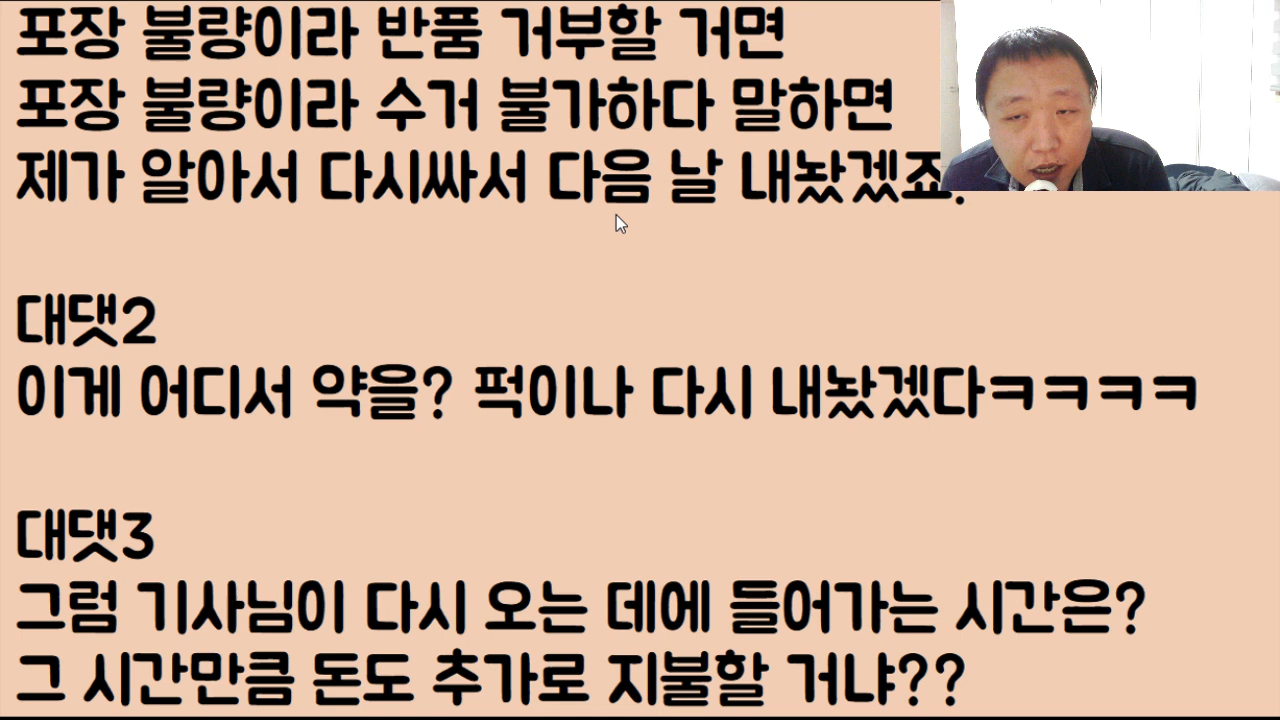 포장 불량이라 반품 거부할 거면
포장 불량이라 수거 불가하다 말하면
제가 알아서 다시싸서 다음 날 내놨겠죠.
대댓2
이게 어디서 약을? 퍽이나 다시 내놨겠다ㅋㅋㅋㅋ
대댓3
그럼 기사님이 다시 오는 데에 들어가는 시간은?
그 시간만큼 돈도 추가로 지불할 거냐??